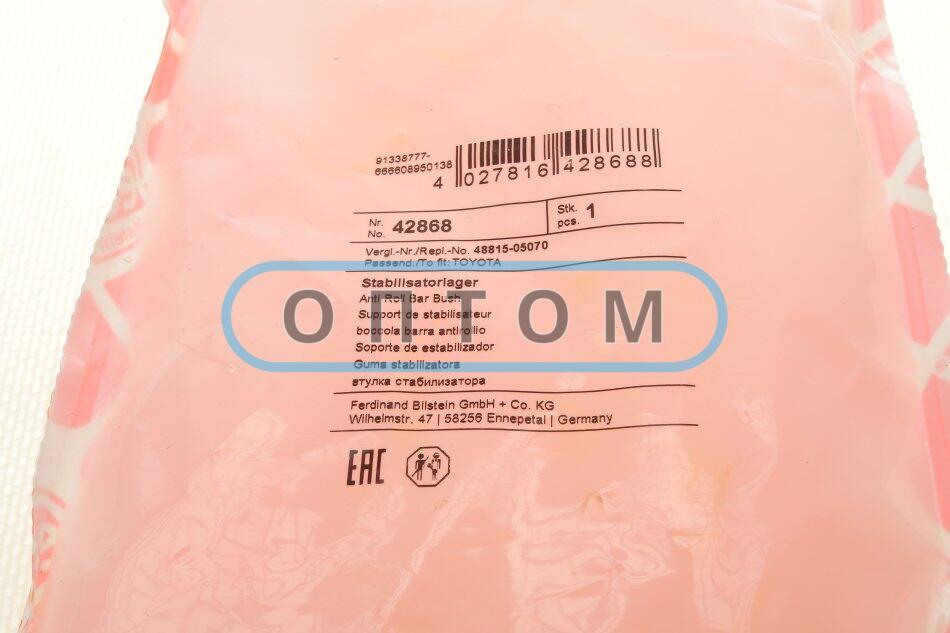 91338777-
666608950138
4 027816 428688
Nr.
No. 42868
Stk.
pcs. 1
Vergl.-Nr./Repl.-No. 48815-05070
Passend:/To fit: TOYOTA
Stabilisatorlager
Anti Roll Bar Bush
Support de stabilisateur
boccola barra antirollio
Soporte de estabilizador
Guma stabilizatora
втулка стабилизатора
ОПТОМ
Ferdinand Bilstein GmbH + Co. KG
Wilhelmstr. 47 | 58256 Ennepetal | Germany
EAC